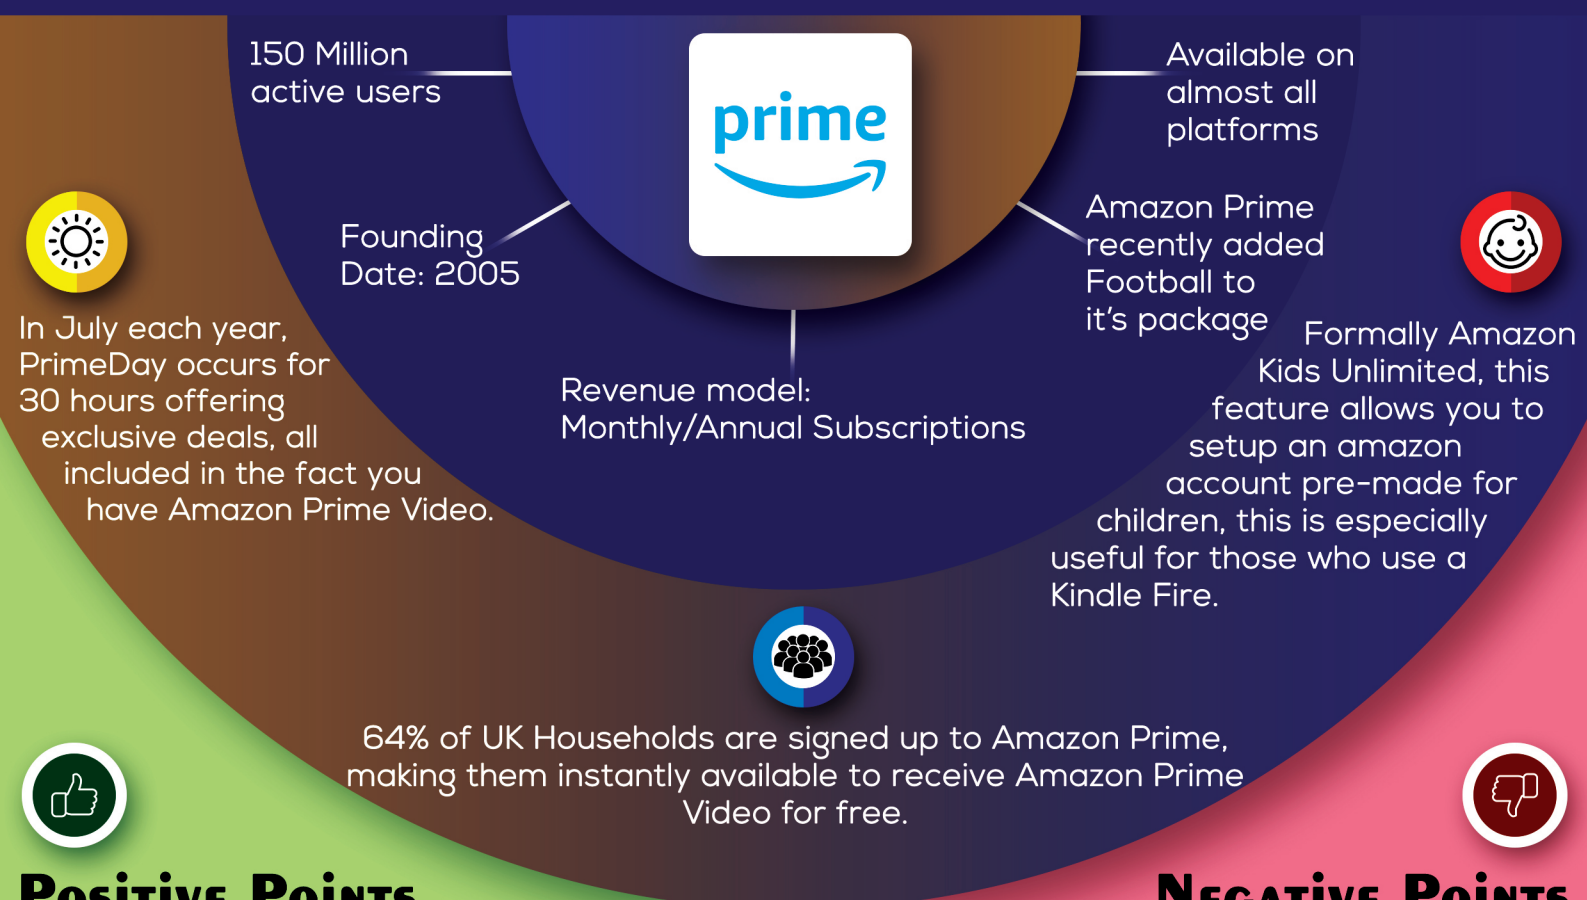 150 Million
active users
prime
Available on
almost all
platforms
Founding
Date: 2005
Amazon Prime
recently added
Football to
it's package
Revenue model:
Monthly/Annual Subscriptions
In July each year,
PrimeDay occurs for
30 hours offering
exclusive deals, all
included in the fact you
have Amazon Prime Video.
Formally Amazon
Kids Unlimited, this
feature allows you to
setup an amazon
account pre-made for
children, this is especially
useful for those who use a
Kindle Fire.
64% of UK Households are signed up to Amazon Prime,
making them instantly available to receive Amazon Prime
Video for free.
Positive Points
Negative Points